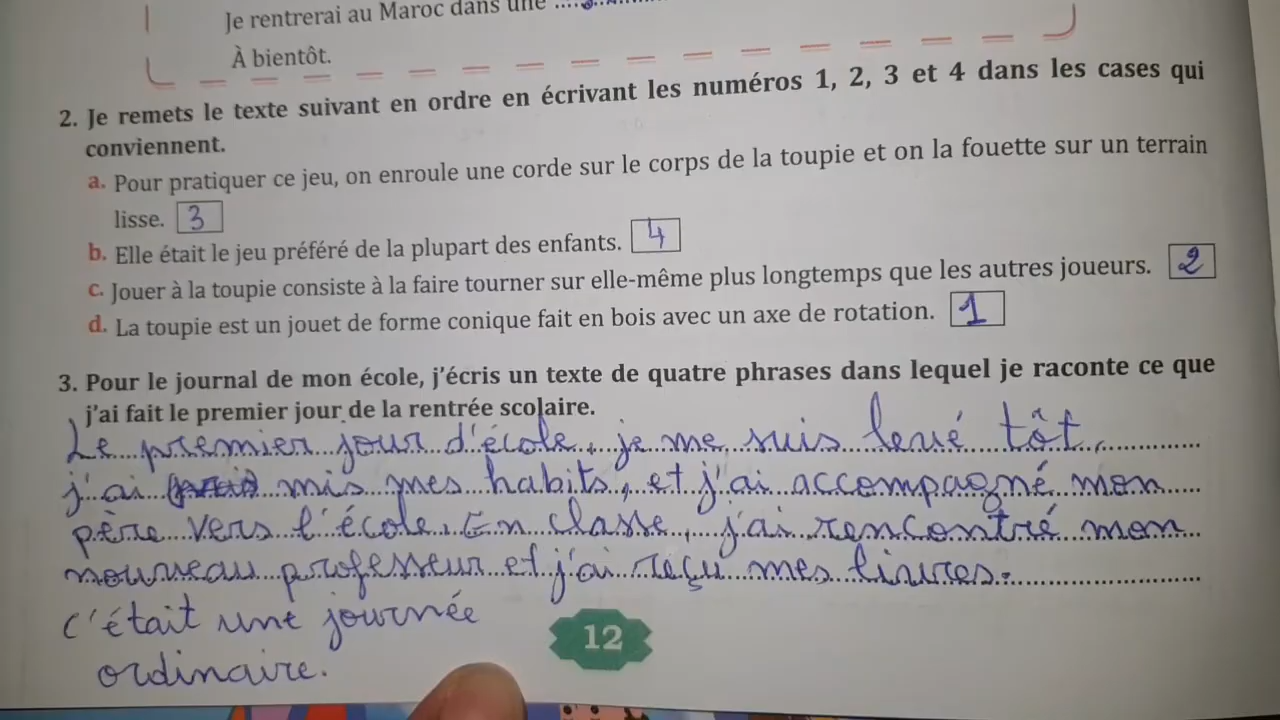 Je rentrerai au Maroc dans une
À bientôt.
2. Je remets le texte suivant en ordre en écrivant les numéros 1, 2, 3 et 4 dans les cases qui
conviennent.
a. Pour pratiquer ce jeu, on enroule une corde sur le corps de la toupie et on la fouette sur un terrain
lisse. 3
b. Elle était le jeu préféré de la plupart des enfants. 4
c. Jouer à la toupie consiste à la faire tourner sur elle-même plus longtemps que les autres joueurs. 2
d. La toupie est un jouet de forme conique fait en bois avec un axe de rotation. 1
3. Pour le journal de mon école, j'écris un texte de quatre phrases dans lequel je raconte ce que
j'ai fait le premier jour de la rentrée scolaire.
Le premier jour d'école, je me suis levé tôt,
j'ai mis mes habits, et j'ai accompagné mon
père vers l'école. En classe, j'ai rencontré mon
nouveau professeur et j'ai reçu mes livres.
c'était une journée
ordinaire.
12